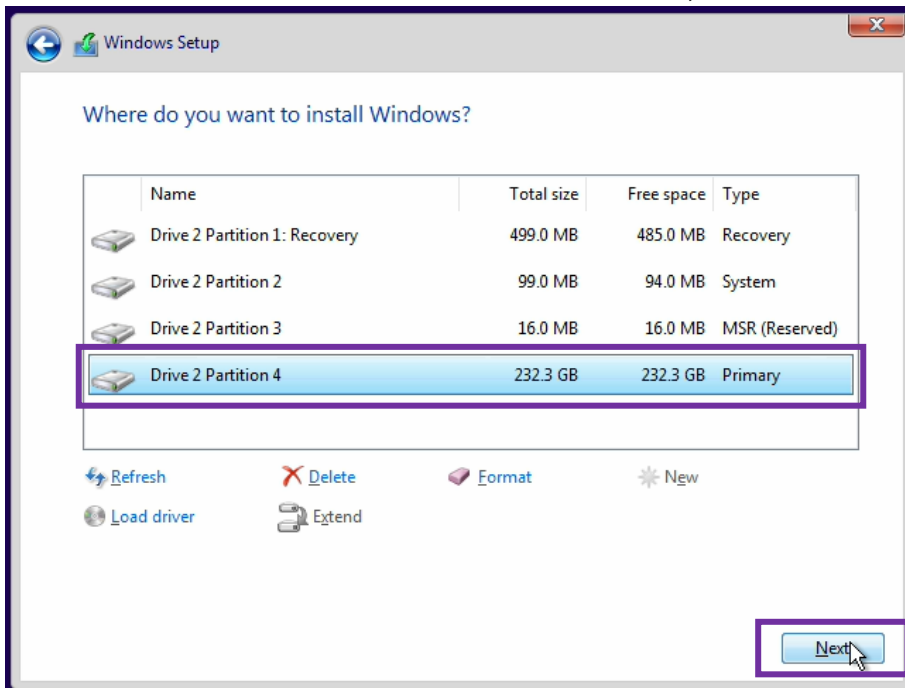 Windows Setup
Where do you want to install Windows?
Name Total size Free space Type
Drive 2 Partition 1: Recovery 499.0 MB 485.0 MB Recovery
Drive 2 Partition 2 99.0 MB 94.0 MB System
Drive 2 Partition 3 16.0 MB 16.0 MB MSR (Reserved)
Drive 2 Partition 4 232.3 GB 232.3 GB Primary
Refresh Delete Format New
Load driver Extend
Next